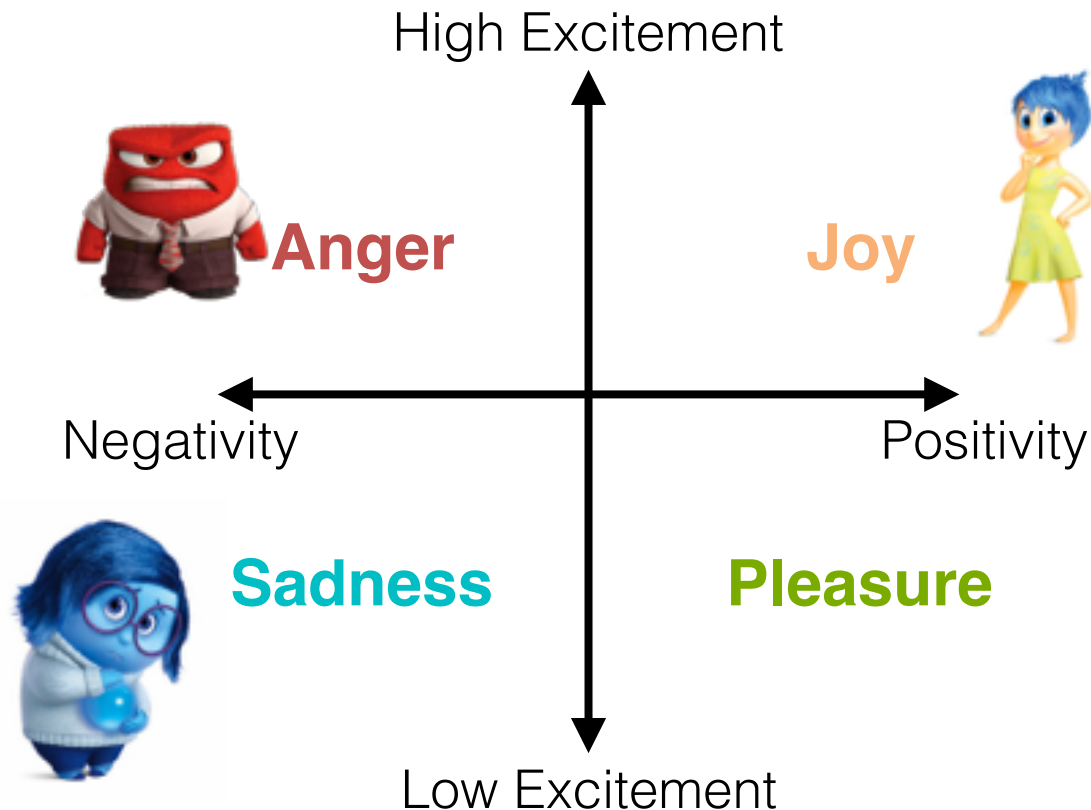 High Excitement
Anger
Joy
Negativity
Positivity
Sadness
Pleasure
Low Excitement